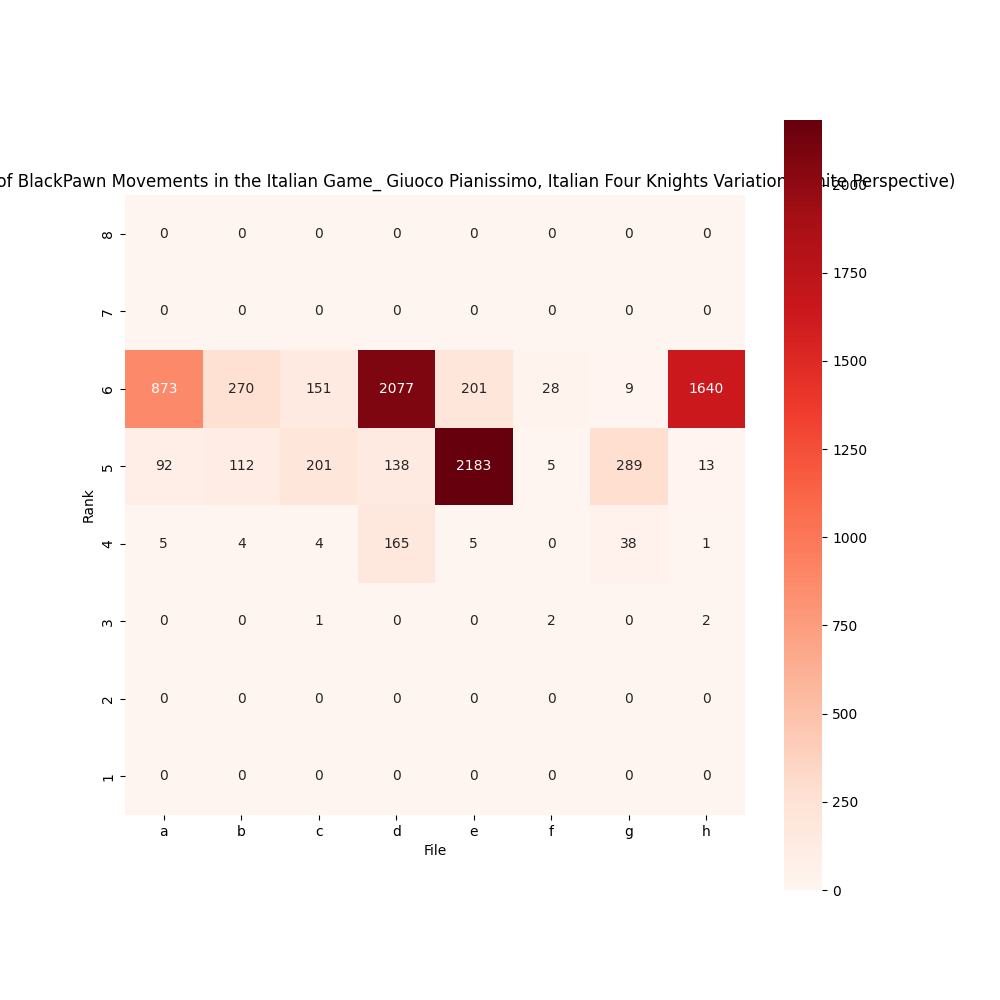 of BlackPawn Movements in the Italian Game_ Giuoco Pianissimo, Italian Four Knights Variation Perspective)
2000
8 0 0 0 0 0 0 0 0
7 0 0 0 0 0 0 0 0
1750
6 873 270 151 2077 201 28 9 1640
1500
5 92 112 201 138 2183 5 289 13
1250
Rank
4 5 4 4 165 5 0 38 1
1000
3 0 0 1 0 0 2 0 2
750
2 0 0 0 0 0 0 0 0
500
1 0 0 0 0 0 0 0 0
250
a b c d e f g h
File
0